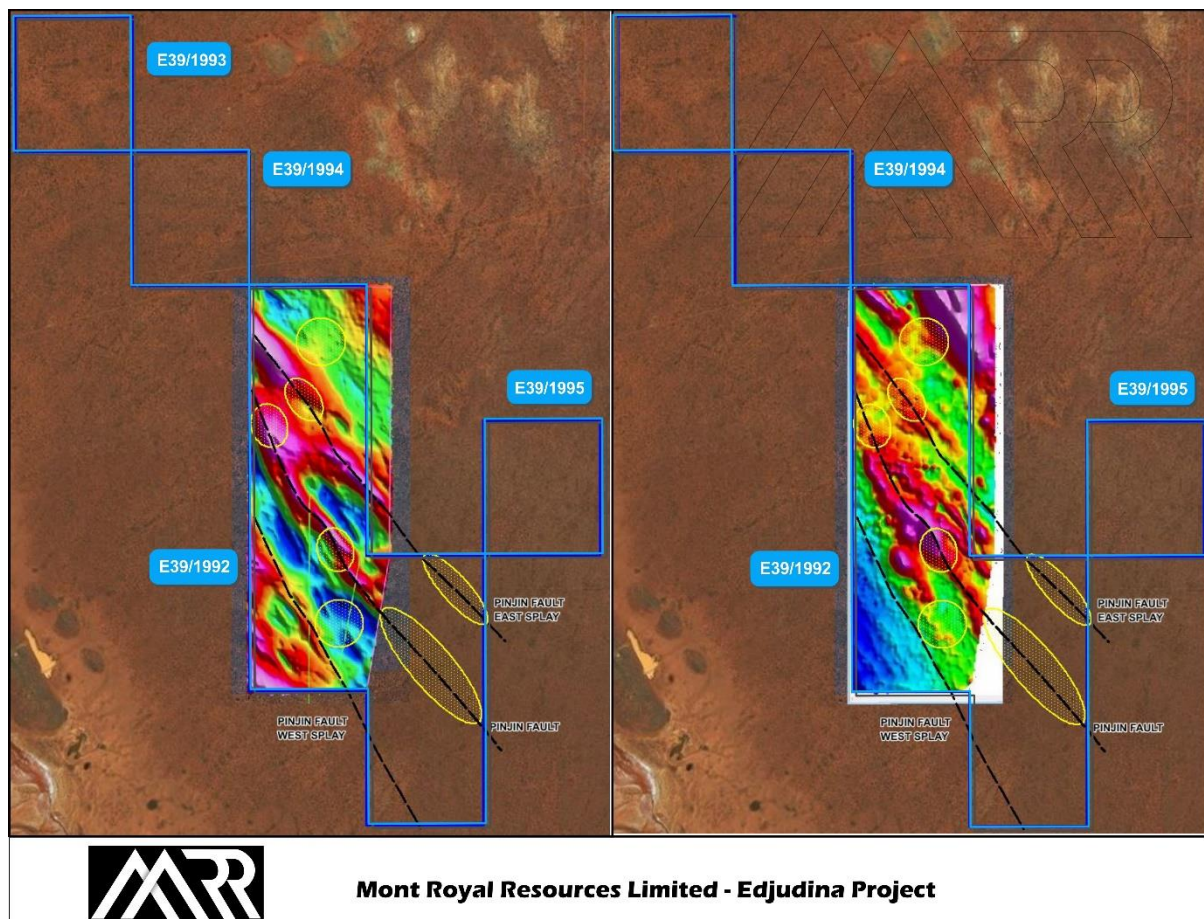 E39/1993
E39/1994
E39/1995
E39/1992
PINJIN FAULT
EAST SPLAY
PINJIN FAULT
WEST SPLAY
PINJIN FAULT
MRR
E39/1994
E39/1995
E39/1992
PINJIN FAULT
EAST SPLAY
PINJIN FAULT
WEST SPLAY
PINJIN FAULT
MRR
Mont Royal Resources Limited - Edjudina Project